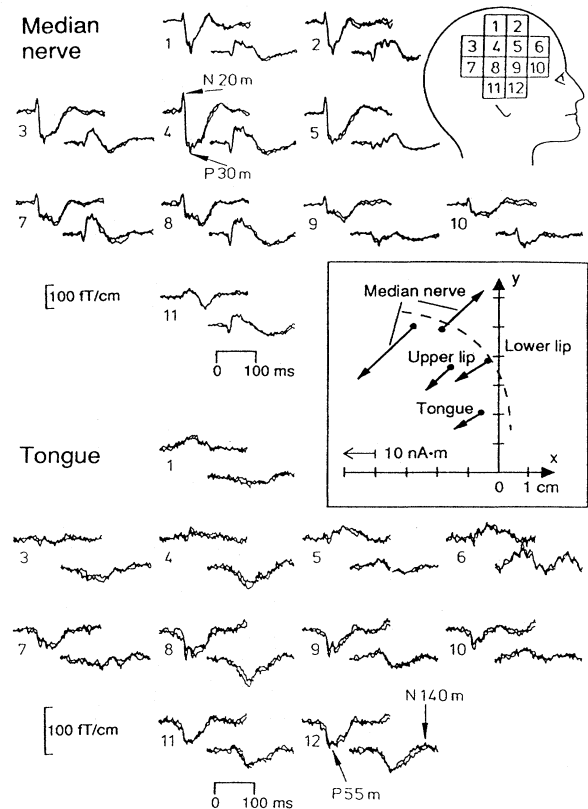 Median
nerve
1
2
1 2
3 4 5 6
7 8 9 10
11 12
N 20 m
3
4
5
P 30 m
7
8
9
10
100 fT/cm
11
0 100 ms
y
Median nerve
Lower lip
Upper lip
Tongue
10 nA·m
x
0 1 cm
Tongue
1
3
4
5
6
7
8
9
10
N 140 m
100 fT/cm
11
12
P 55 m
0 100 ms